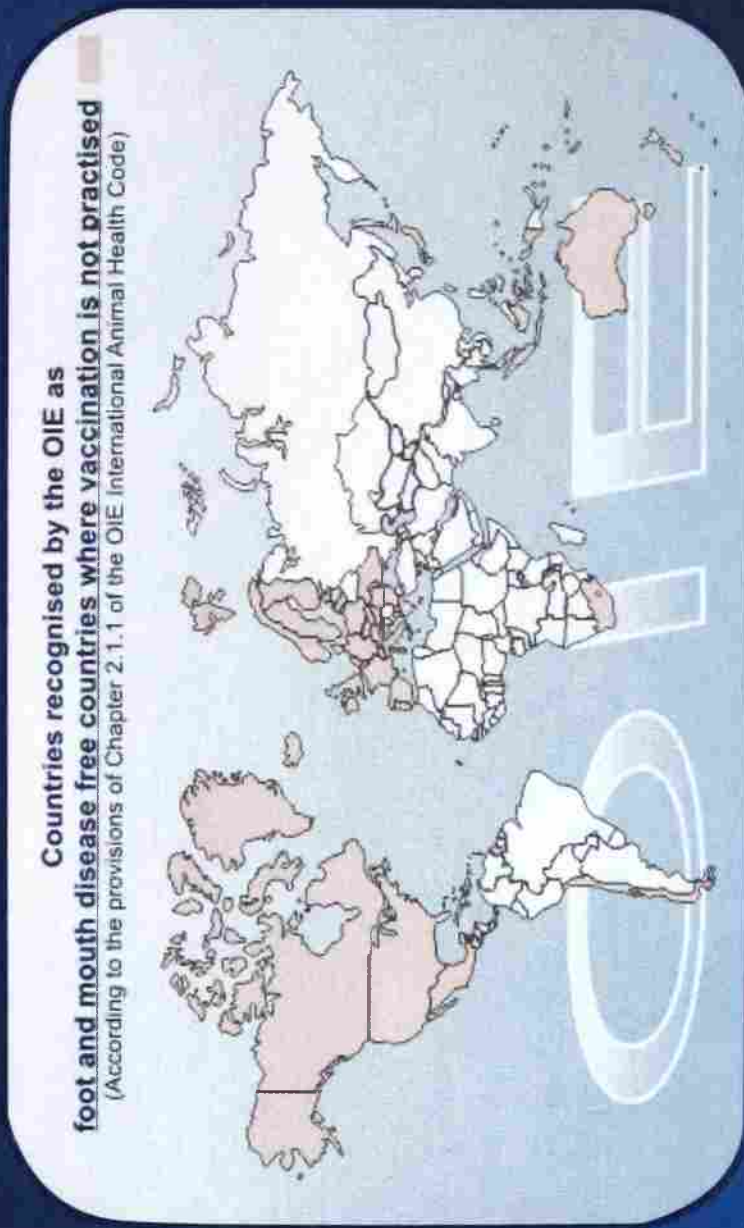 Countries recognised by the OIE as
foot and mouth disease free countries where vaccination is not practised
(According to the provisions of Chapter 2.1.1 of the OIE International Animal Health Code)
OIE